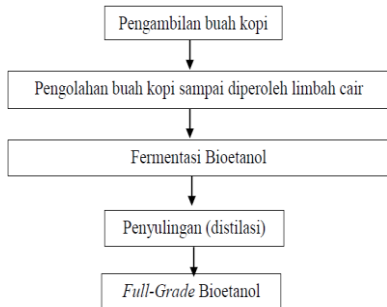 Pengambilan buah kopi
Pengolahan buah kopi sampai diperoleh limbah cair
Fermentasi Bioetanol
Penyulingan (distilasi)
Full-Grade Bioetanol